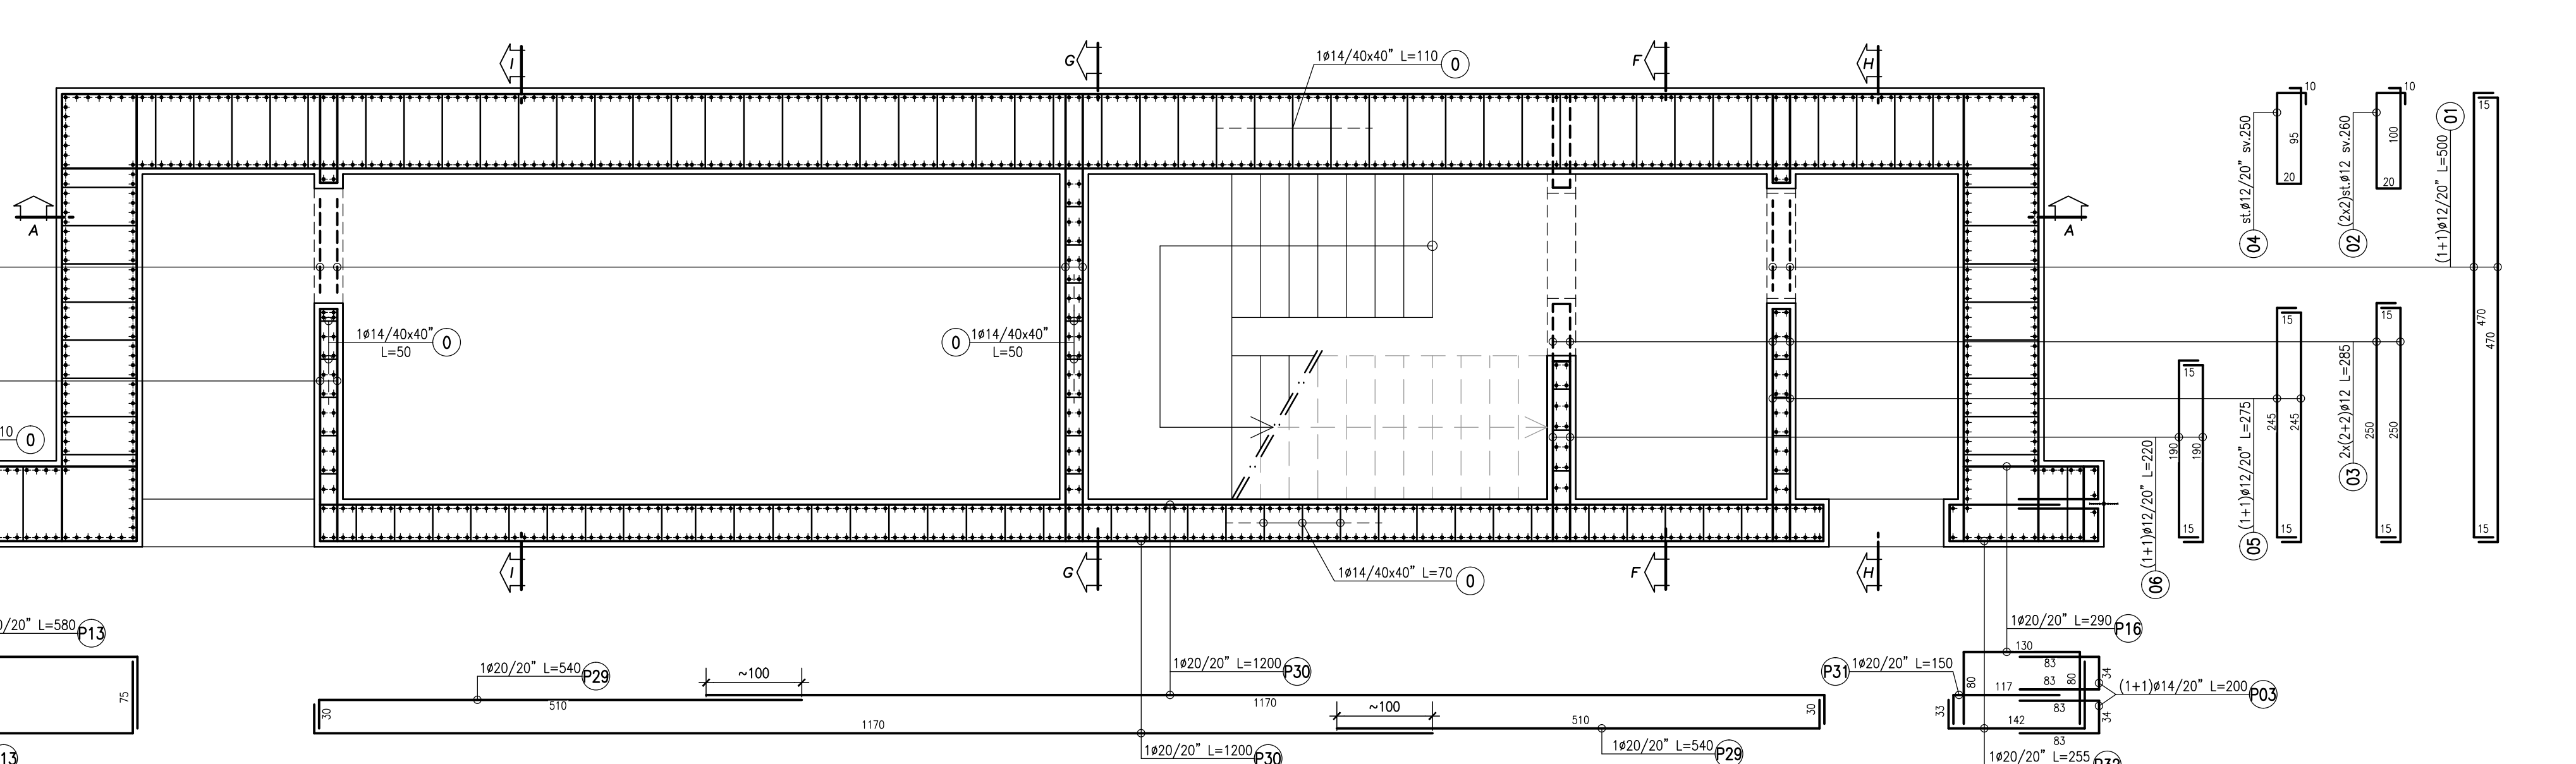 I
G
1ø14/40x40” L=110
0
F
H
10
10
15
01
st.ø12/20” sv.250
95
20
04
(2x2)st.ø12 sv.260
100
20
02
(1+1)ø12/20” L=500
470
470
15
A
A
1ø14/40x40”
L=50
0
0
1ø14/40x40”
L=50
10
0
15
15
15
(1+1)ø12/20” L=220
190
190
15
06
(1+1)ø12/20” L=275
245
245
15
05
2x(2+2)ø12 L=285
250
250
15
03
I
G
1ø14/40x40” L=70
0
F
H
0/20” L=580
P13
75
13
1ø20/20” L=540
P29
~100
1ø20/20” L=1200
P30
30
510
1170
1170
~100
510
30
1ø20/20” L=1200
P30
1ø20/20” L=540
P29
1ø20/20” L=290
P16
130
P31
1ø20/20” L=150
83
34
80
83
80
117
(1+1)ø14/20” L=200
P03
33
83
142
34
83
1ø20/20” L=255
P32